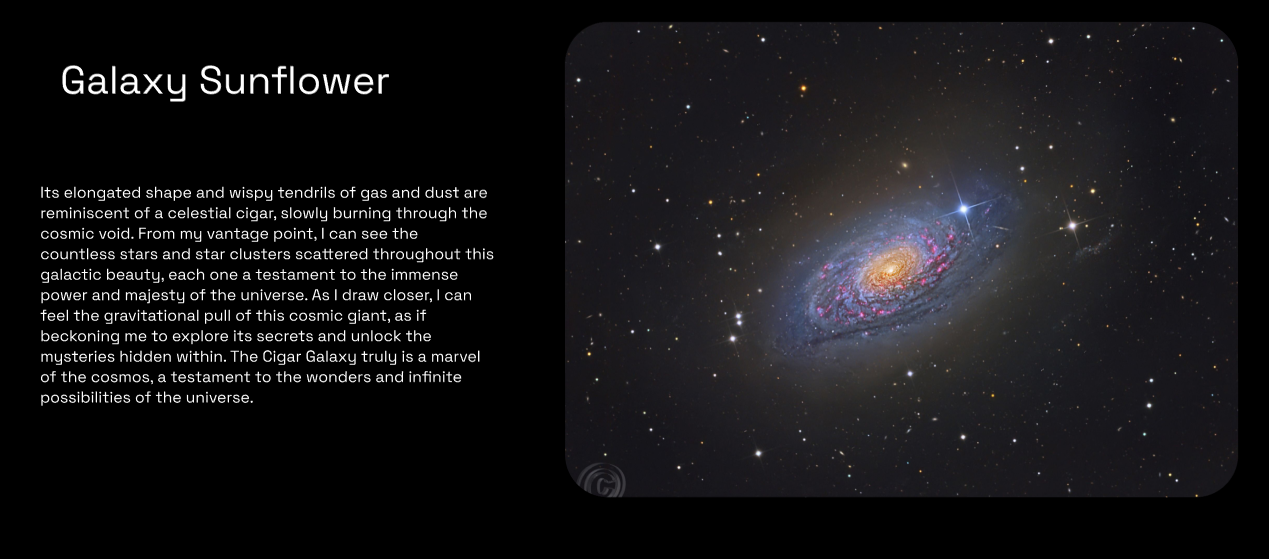 Galaxy Sunflower
Its elongated shape and wispy tendrils of gas and dust are
reminiscent of a celestial cigar, slowly burning through the
cosmic void. From my vantage point, I can see the
countless stars and star clusters scattered throughout this
galactic beauty, each one a testament to the immense
power and majesty of the universe. As I draw closer, I can
feel the gravitational pull of this cosmic giant, as if
beckoning me to explore its secrets and unlock the
mysteries hidden within. The Cigar Galaxy truly is a marvel
of the cosmos, a testament to the wonders and infinite
possibilities of the universe.